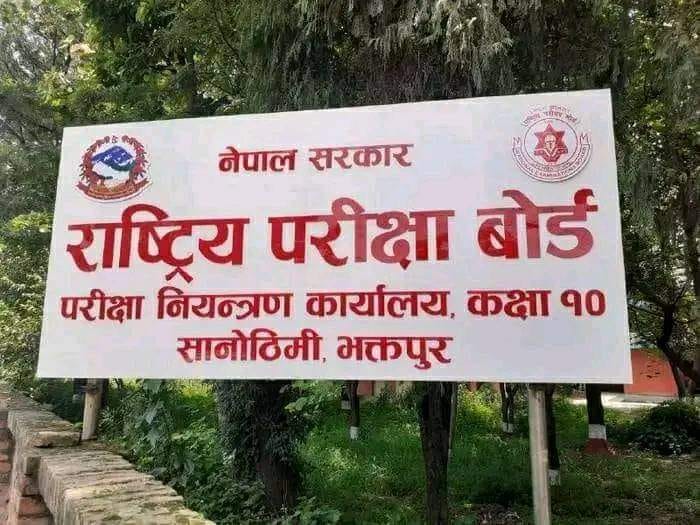 नेपाल सरकार
राष्ट्रिय परीक्षा बोर्ड
परीक्षा नियन्त्रण कार्यालय, कक्षा १०
सानोठिमी, भक्तपुर